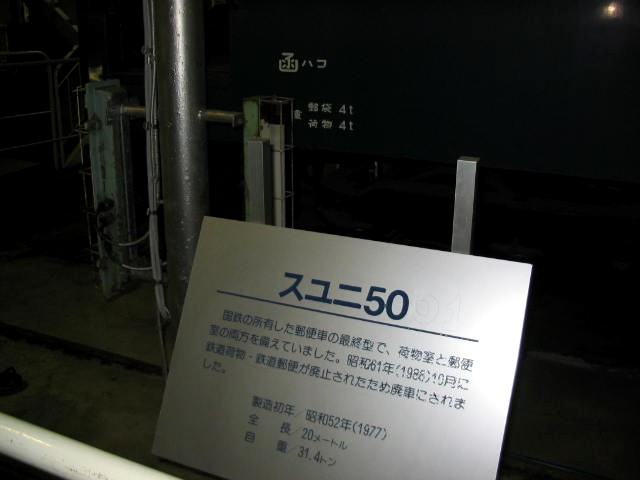 函ハコ
郵袋 4t
荷物 4t
スユニ50
国鉄の所有した郵便車の最終型で、荷物室と郵便
室の両方を備えていました。昭和61年(1986)10月に
鉄道荷物・鉄道郵便が廃止されたため廃車にされま
した。
製造初年/昭和52年(1977)
全 長/20メートル
自 重/31.4トン